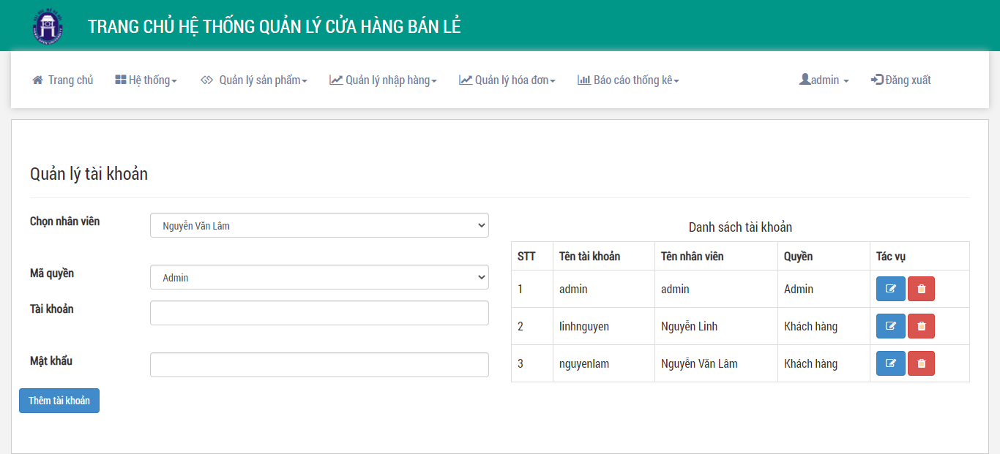 TRANG CHỦ HỆ THỐNG QUẢN LÝ CỬA HÀNG BÁN LẺ
Trang chủ Hệ thống Quản lý sản phẩm Quản lý nhập hàng Quản lý hóa đơn Báo cáo thống kê admin Đăng xuất
Quản lý tài khoản
Chọn nhân viên Nguyễn Văn Lâm
Mã quyền Admin
Tài khoản
Mật khẩu
Thêm tài khoản
Danh sách tài khoản
STT Tên tài khoản Tên nhân viên Quyền Tác vụ
1 admin admin Admin
2 linhnguyen Nguyễn Linh Khách hàng
3 nguyenlam Nguyễn Văn Lâm Khách hàng